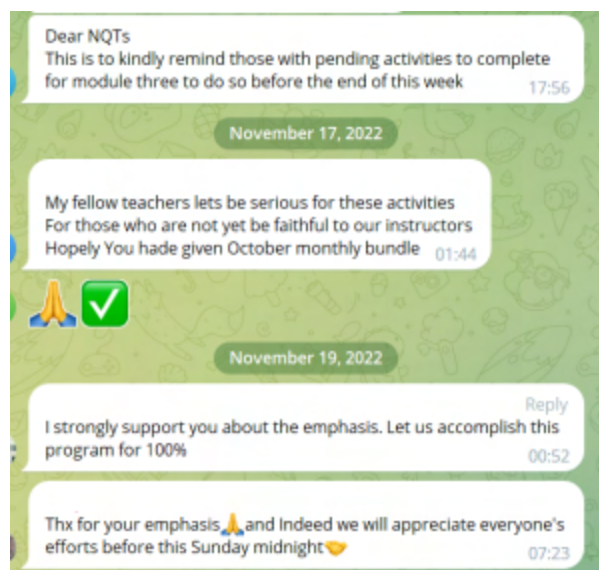 Dear NQTs
This is to kindly remind those with pending activities to complete
for module three to do so before the end of this week
17:56
November 17, 2022
My fellow teachers lets be serious for these activities
For those who are not yet be faithful to our instructors
Hopely You hade given October monthly bundle 01:44
🙏✅
November 19, 2022
Reply
I strongly support you about the emphasis. Let us accomplish this
program for 100%
00:52
Thx for your emphasis🙏and Indeed we will appreciate everyone's
efforts before this Sunday midnight🤝
07:23